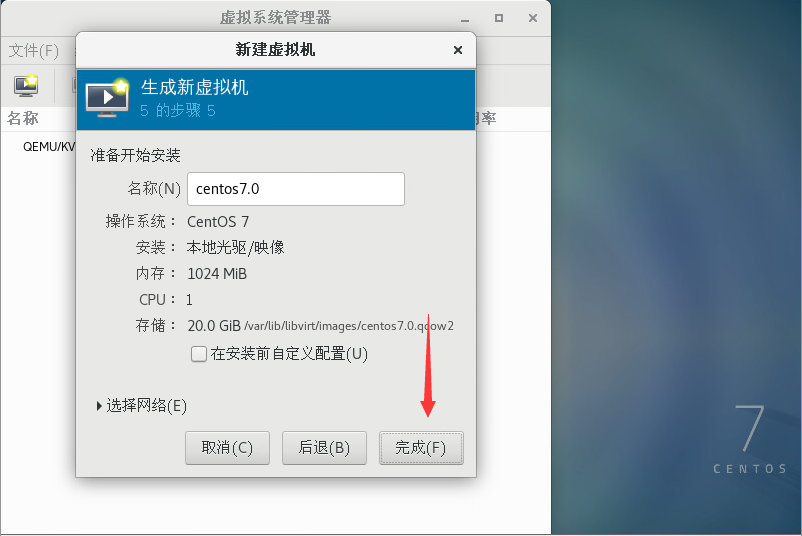 虚拟系统管理器
文件(F)
新建虚拟机
生成新虚拟机
5 的步骤 5
名称
用率
QEMU/KV
准备开始安装
名称(N) centos7.0
操作系统： CentOS 7
安装： 本地光驱/映像
内存： 1024 MiB
CPU： 1
存储： 20.0 GiB /var/lib/libvirt/images/centos7.0.qcow2
在安装前自定义配置(U)
选择网络(E)
取消(C) 后退(B) 完成(F)
7
CENTOS